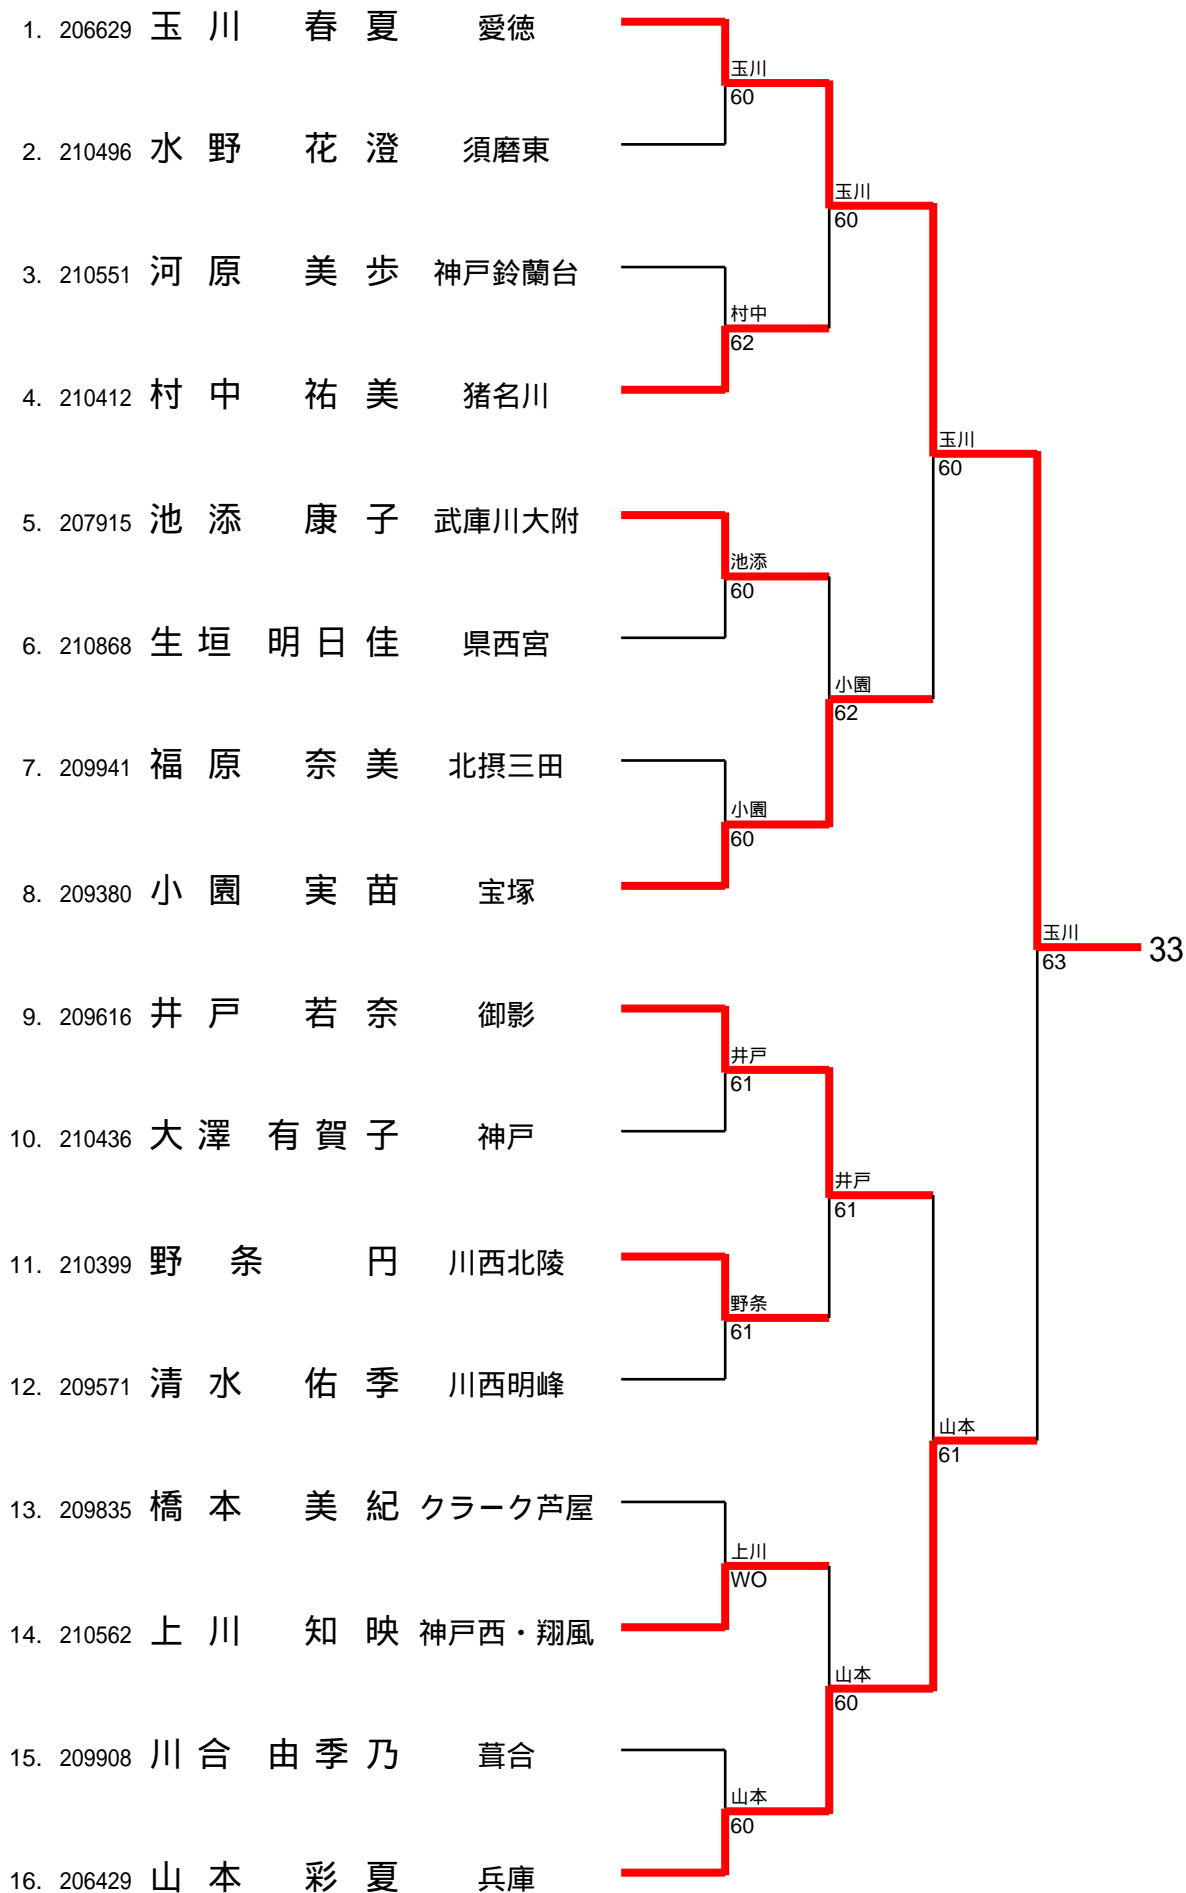 1. 206629 玉川 春夏 愛徳
玉川
60
2. 210496 水野 花澄 須磨東
玉川
60
3. 210551 河原 美歩 神戸鈴蘭台
村中
62
4. 210412 村中 祐美 猪名川
玉川
60
5. 207915 池添 康子 武庫川大附
池添
60
6. 210868 生垣 明日佳 県西宮
小園
62
7. 209941 福原 奈美 北摂三田
小園
60
8. 209380 小園 実苗 宝塚
玉川
63
33
9. 209616 井戸 若奈 御影
井戸
61
10. 210436 大澤 有賀子 神戸
井戸
61
11. 210399 野条 円 川西北陵
野条
61
12. 209571 清水 佑季 川西明峰
山本
61
13. 209835 橋本 美紀 クラーク芦屋
上川
WO
14. 210562 上川 知映 神戸西・翔風
山本
60
15. 209908 川合 由季乃 葺合
山本
60
16. 206429 山本 彩夏 兵庫